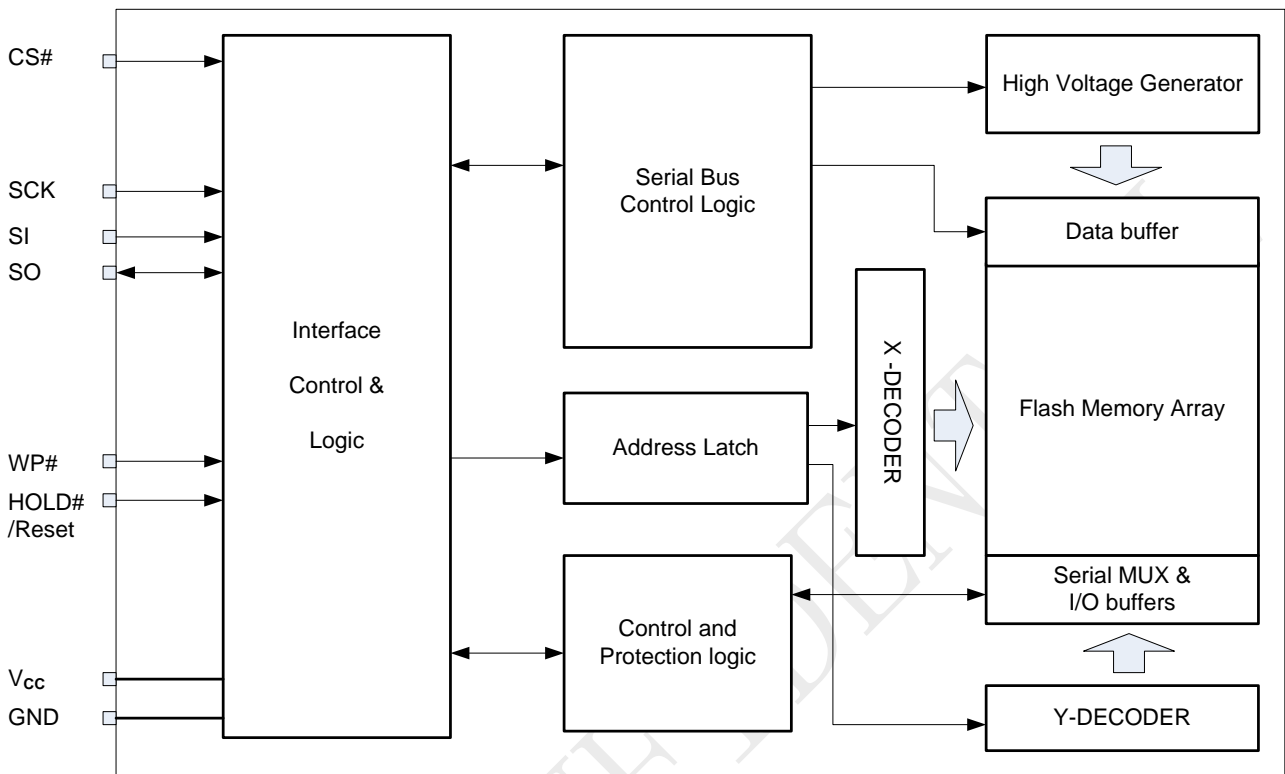 CS#
SCK
SI
SO
WP#
HOLD#
/Reset
Vcc
GND
Interface
Control &
Logic
Serial Bus
Control Logic
Address Latch
Control and
Protection logic
X -DECODER
High Voltage Generator
Data buffer
Flash Memory Array
Serial MUX &
I/O buffers
Y-DECODER